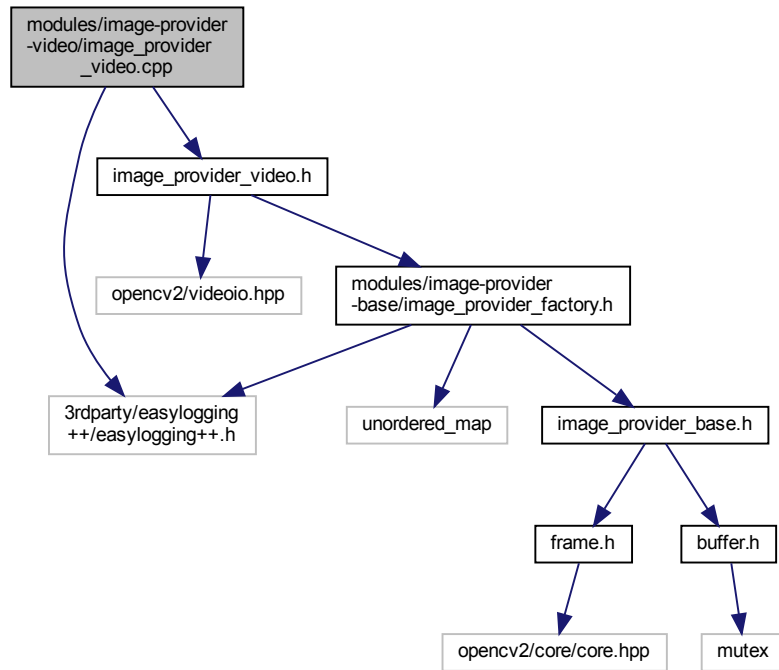 modules/image-provider
-video/image_provider
_video.cpp
image_provider_video.h
opencv2/videoio.hpp
modules/image-provider
-base/image_provider_factory.h
3rdparty/easylogging
++/easylogging++.h
unordered_map
image_provider_base.h
frame.h
buffer.h
opencv2/core/core.hpp
mutex